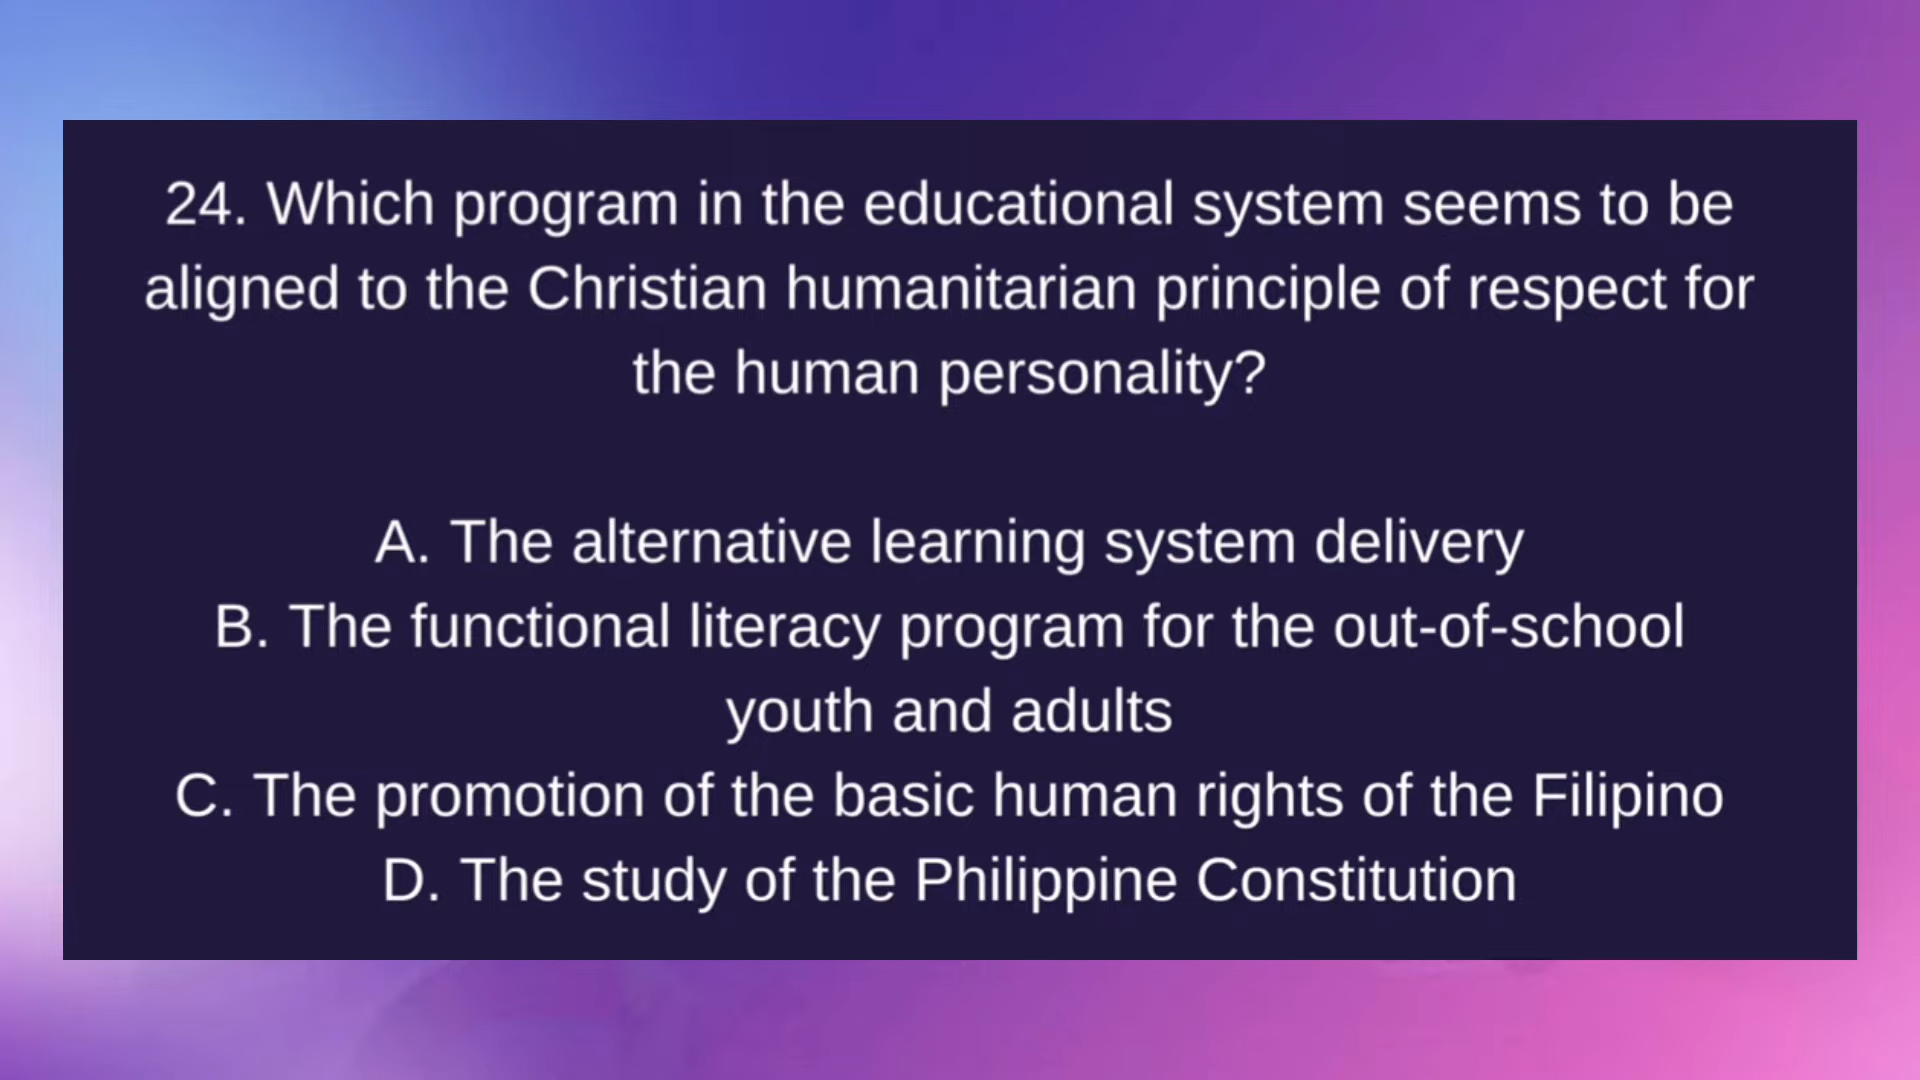 24. Which program in the educational system seems to be
aligned to the Christian humanitarian principle of respect for
the human personality?
A. The alternative learning system delivery
B. The functional literacy program for the out-of-school
youth and adults
C. The promotion of the basic human rights of the Filipino
D. The study of the Philippine Constitution